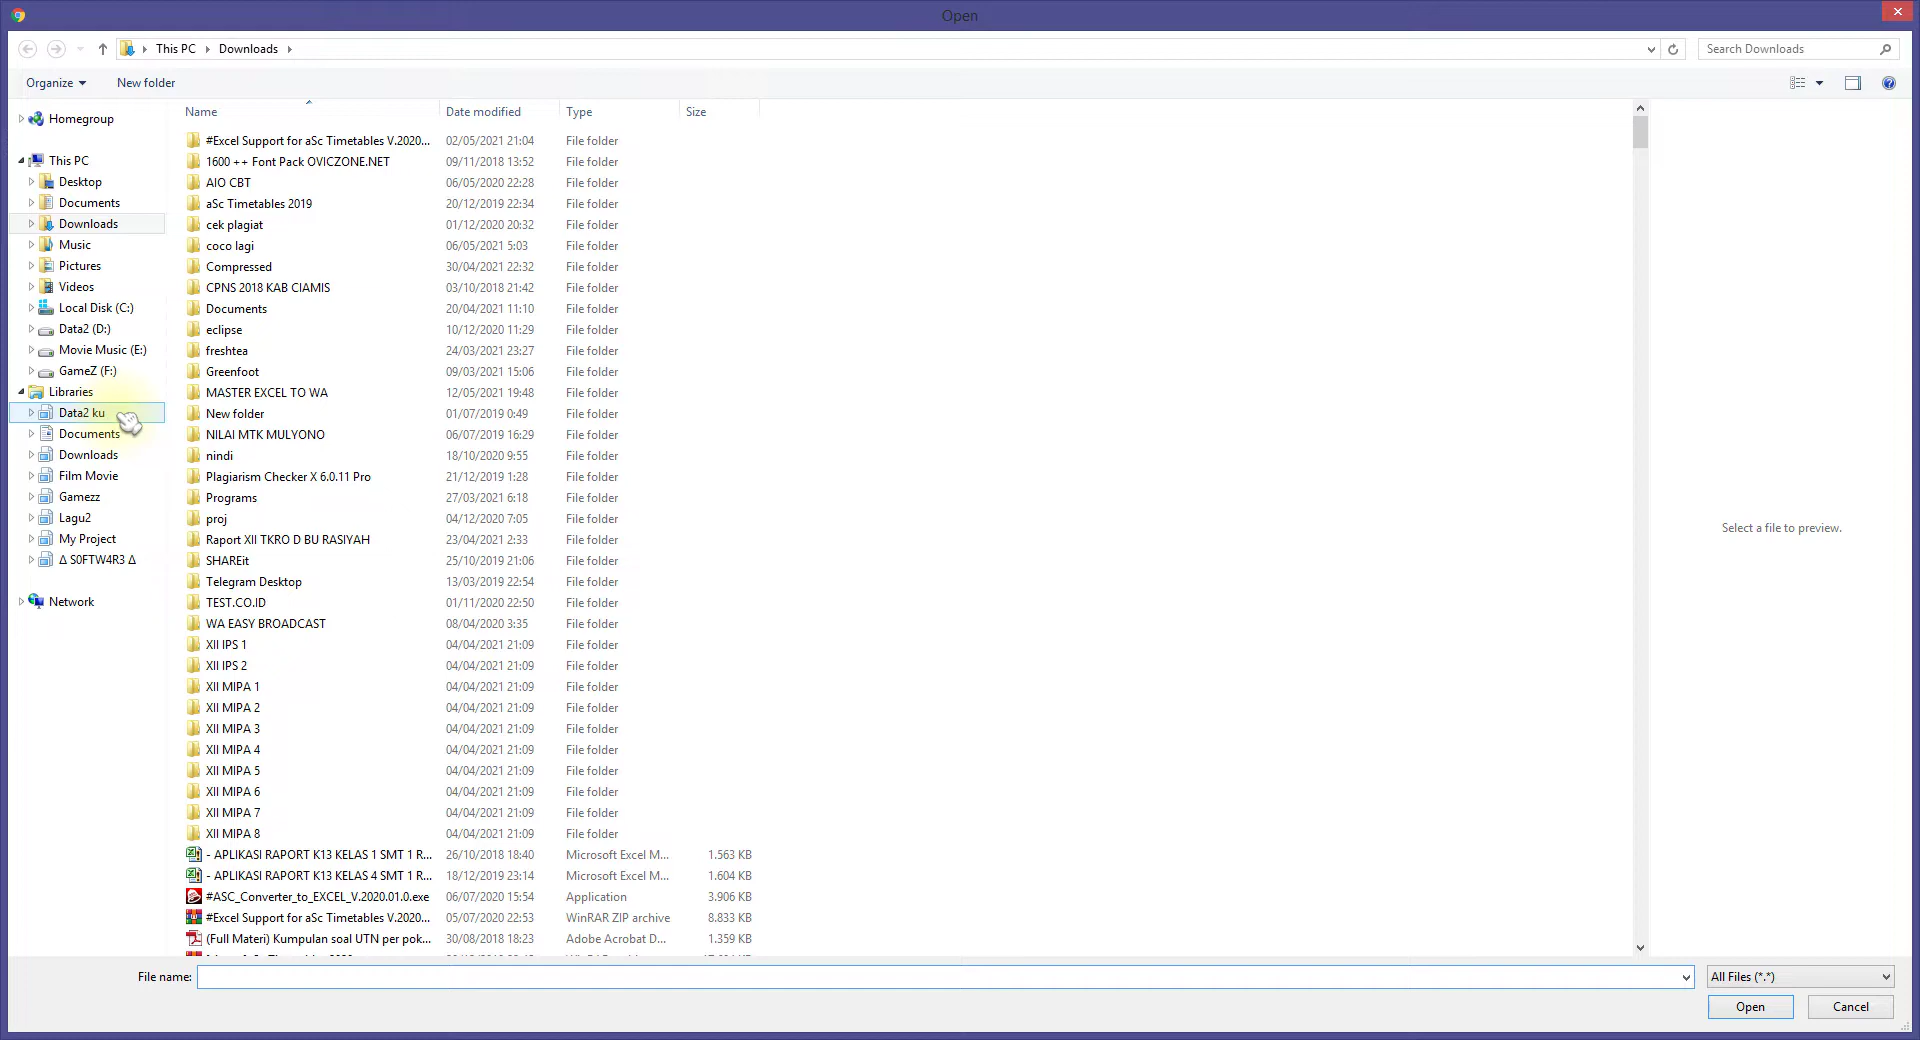 Open
This PC
Downloads
Search Downloads
Organize
New folder
Name
Date modified
Type
Size
Homegroup
This PC
Desktop
Documents
Downloads
Music
Pictures
Videos
Local Disk (C:)
Data2 (D:)
Movie Music (E:)
GameZ (F:)
Libraries
Data2 ku
Documents
Downloads
Film Movie
Gamezz
Lagu2
My Project
Δ S0FTW4R3 Δ
Network
#Excel Support for aSc Timetables V.2020... 02/05/2021 21:04 File folder
1600 ++ Font Pack OVICZONE.NET 09/11/2018 13:52 File folder
AIO CBT 06/05/2020 22:28 File folder
aSc Timetables 2019 20/12/2019 22:34 File folder
cek plagiat 01/12/2020 20:32 File folder
coco lagi 06/05/2021 5:03 File folder
Compressed 30/04/2021 22:32 File folder
CPNS 2018 KAB CIAMIS 03/10/2018 21:42 File folder
Documents 20/04/2021 11:10 File folder
eclipse 10/12/2020 11:29 File folder
freshtea 24/03/2021 23:27 File folder
Greenfoot 09/03/2021 15:06 File folder
MASTER EXCEL TO WA 12/05/2021 19:48 File folder
New folder 01/07/2019 0:49 File folder
NILAI MTK MULYONO 06/07/2019 16:29 File folder
nindi 18/10/2020 9:55 File folder
Plagiarism Checker X 6.0.11 Pro 21/12/2019 1:28 File folder
Programs 27/03/2021 6:18 File folder
proj 04/12/2020 7:05 File folder
Raport XII TKRO D BU RASIYAH 23/04/2021 2:33 File folder
SHAREit 25/10/2019 21:06 File folder
Telegram Desktop 13/03/2019 22:54 File folder
TEST.CO.ID 01/11/2020 22:50 File folder
WA EASY BROADCAST 08/04/2020 3:35 File folder
XII IPS 1 04/04/2021 21:09 File folder
XII IPS 2 04/04/2021 21:09 File folder
XII MIPA 1 04/04/2021 21:09 File folder
XII MIPA 2 04/04/2021 21:09 File folder
XII MIPA 3 04/04/2021 21:09 File folder
XII MIPA 4 04/04/2021 21:09 File folder
XII MIPA 5 04/04/2021 21:09 File folder
XII MIPA 6 04/04/2021 21:09 File folder
XII MIPA 7 04/04/2021 21:09 File folder
XII MIPA 8 04/04/2021 21:09 File folder
- APLIKASI RAPORT K13 KELAS 1 SMT 1 R... 26/10/2018 18:40 Microsoft Excel M... 1.563 KB
- APLIKASI RAPORT K13 KELAS 4 SMT 1 R... 18/12/2019 23:14 Microsoft Excel M... 1.604 KB
#ASC_Converter_to_EXCEL_V.2020.01.0.exe 06/07/2020 15:54 Application 3.906 KB
#Excel Support for aSc Timetables V.2020... 05/07/2020 22:53 WinRAR ZIP archive 8.833 KB
(Full Materi) Kumpulan soal UTN per pok... 30/08/2018 18:23 Adobe Acrobat D... 1.359 KB
Select a file to preview.
File name:
All Files (*.*)
Open
Cancel